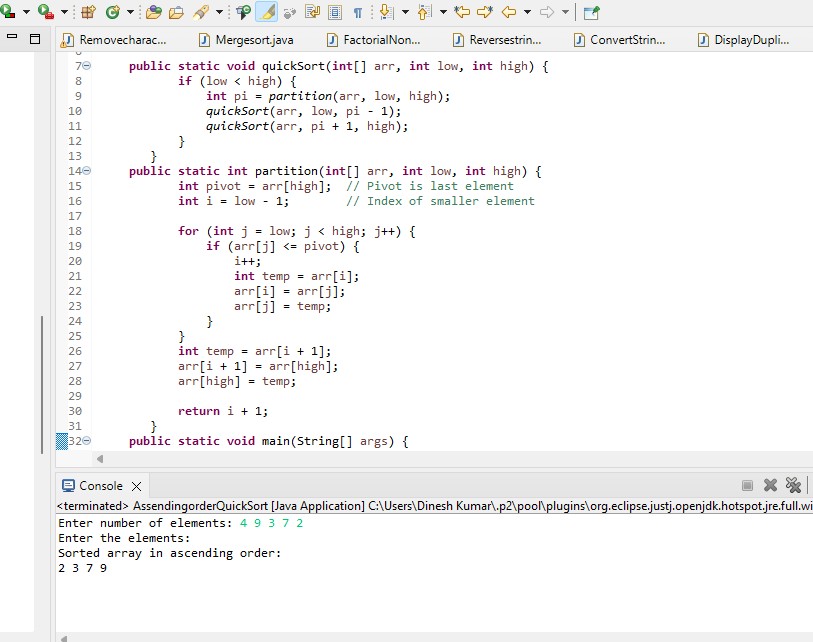 Removecharac...
Mergesort.java
FactorialNon...
Reversestrin...
ConvertStrin...
DisplayDupli...
7 public static void quickSort(int[] arr, int low, int high) {
8 if (low < high) {
9 int pi = partition(arr, low, high);
10 quickSort(arr, low, pi - 1);
11 quickSort(arr, pi + 1, high);
12 }
13 }
14 public static int partition(int[] arr, int low, int high) {
15 int pivot = arr[high];  // Pivot is last element
16 int i = low - 1;        // Index of smaller element
17
18 for (int j = low; j < high; j++) {
19 if (arr[j] <= pivot) {
20 i++;
21 int temp = arr[i];
22 arr[i] = arr[j];
23 arr[j] = temp;
24 }
25 }
26 int temp = arr[i + 1];
27 arr[i + 1] = arr[high];
28 arr[high] = temp;
29
30 return i + 1;
31 }
32 public static void main(String[] args) {
Console
<terminated> AssendingorderQuickSort [Java Application] C:\Users\Dinesh Kumar\.p2\pool\plugins\org.eclipse.justj.openjdk.hotspot.jre.full.wi
Enter number of elements: 4 9 3 7 2
Enter the elements:
Sorted array in ascending order:
2 3 7 9